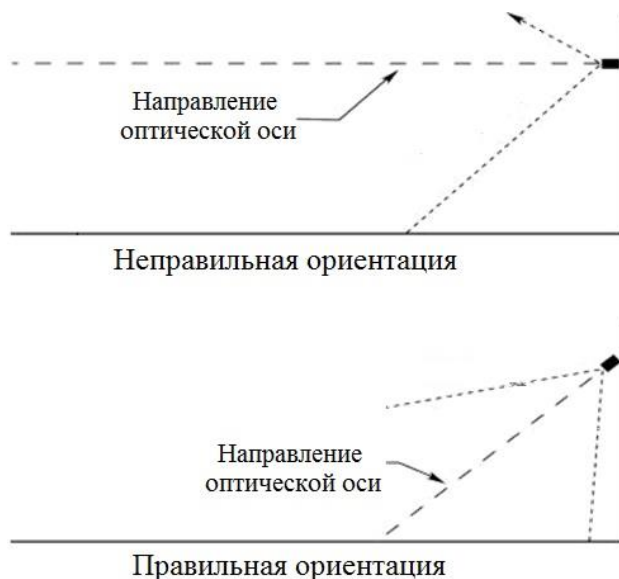 Направление
оптической оси
Неправильная ориентация
Направление
оптической оси
Правильная ориентация